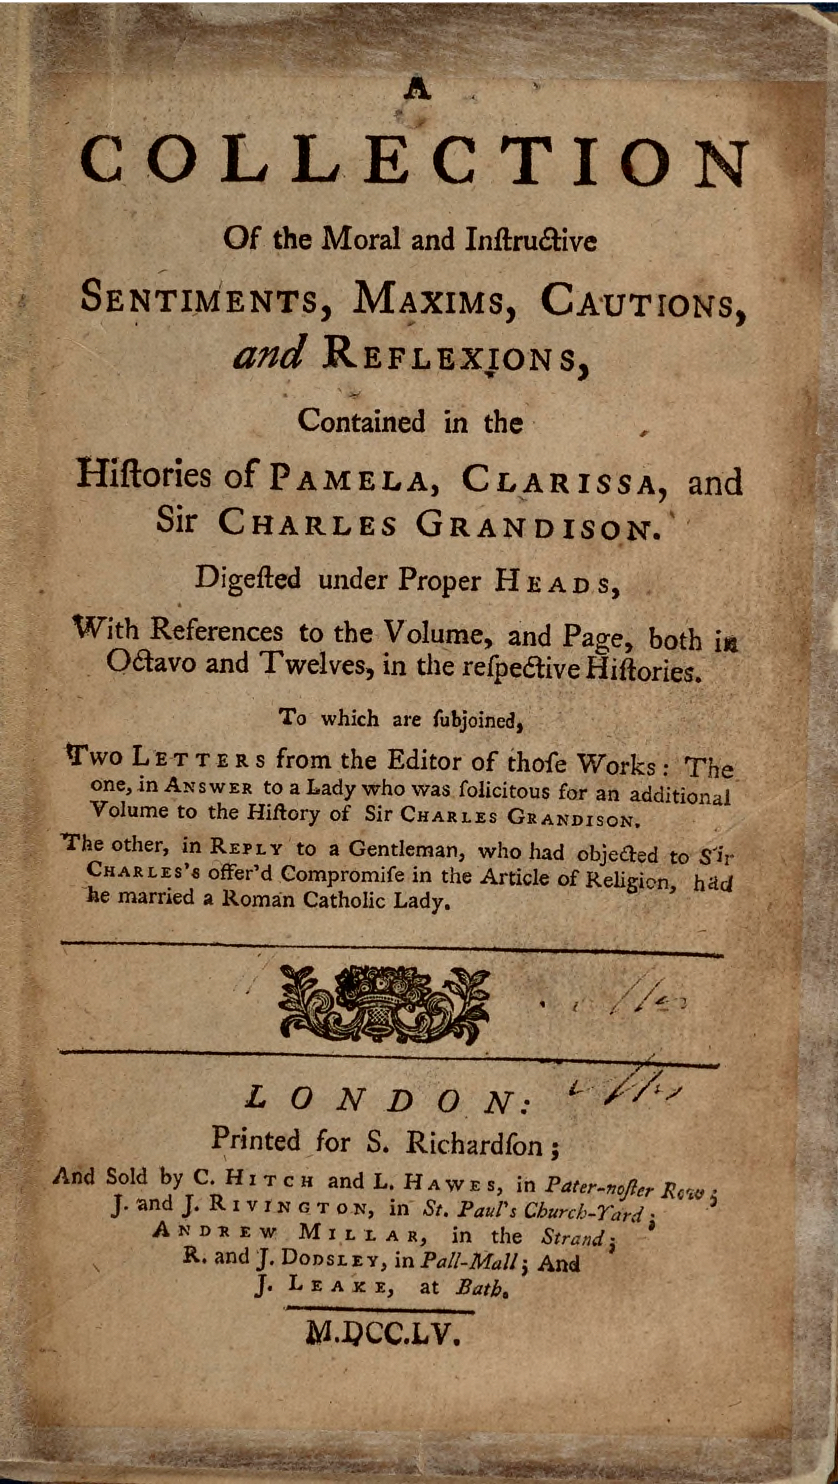 A
COLLECTION
Of the Moral and Inſtructive
SENTIMENTS, MAXIMS, CAUTIONS,
and REFLEXIONS,
Contained in the
Hiſtories of PAMELA, CLARISSA, and
Sir CHARLES GRANDISON.
Digeſted under Proper HEADS,
With References to the Volume, and Page, both in
Octavo and Twelves, in the reſpective Hiſtories.
To which are ſubjoined,
TWO LETTERS from the Editor of thoſe Works: The
one, in ANSWER to a Lady who was ſolicitous for an additional
Volume to the Hiſtory of Sir CHARLES GRANDISON.
The other, in REPLY to a Gentleman, who had objected to Sir
CHARLES's offer'd Compromiſe in the Article of Religion, had
he married a Roman Catholic Lady.
LONDON:
Printed for S. Richardſon;
And Sold by C. HITCH and L. HAWES, in Pater-noſter Row;
J. and J. RIVINGTON, in St. Paul's Church-Yard;
ANDREW MILLAR, in the Strand;
R. and J. DODSLEY, in Pall-Mall; And
J. LEAKE, at Bath.
M.DCC.LV.